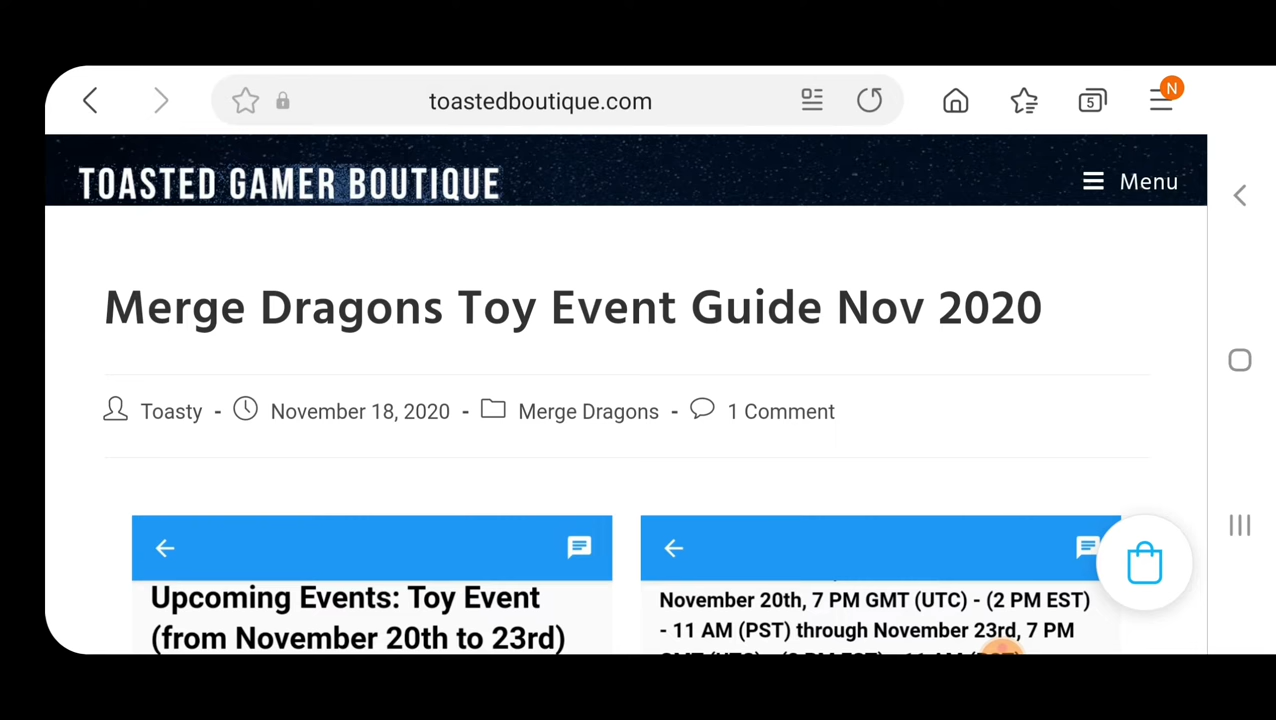 toastedboutique.com
5
N
TOASTED GAMER BOUTIQUE
Menu
Merge Dragons Toy Event Guide Nov 2020
Toasty - November 18, 2020 - Merge Dragons - 1 Comment
Upcoming Events: Toy Event
(from November 20th to 23rd)
November 20th, 7 PM GMT (UTC) - (2 PM EST)
- 11 AM (PST) through November 23rd, 7 PM